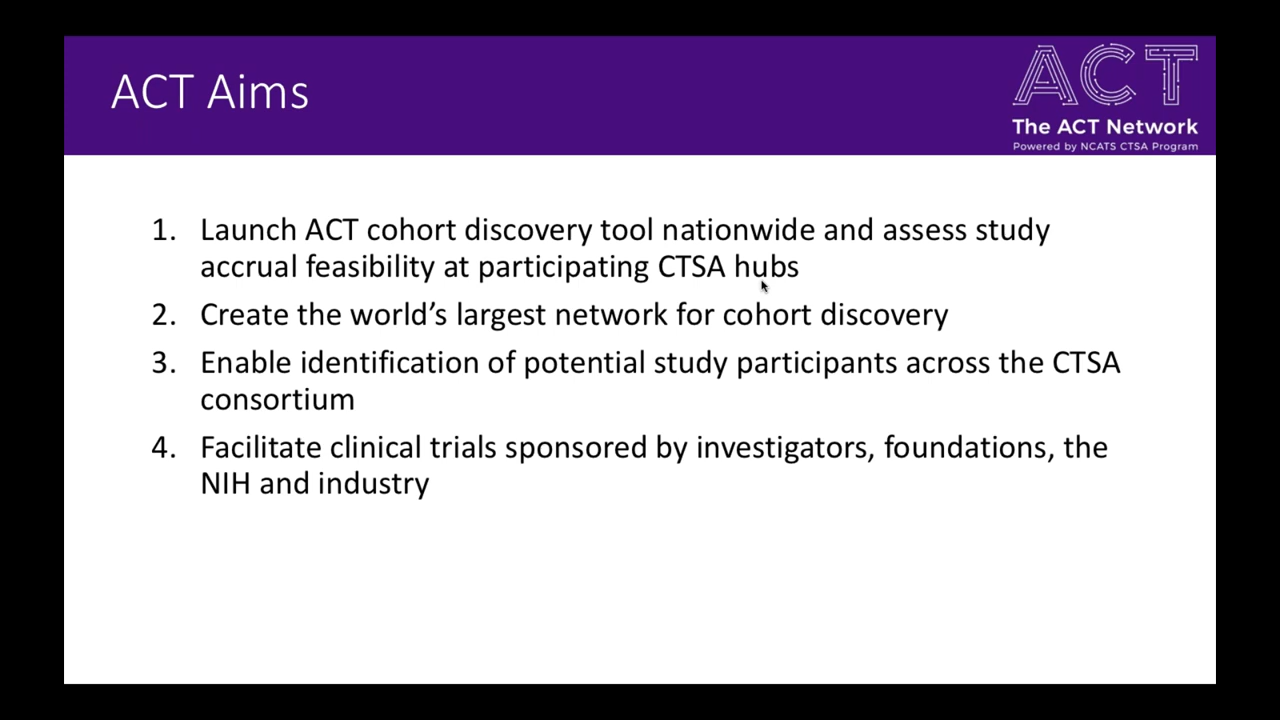 ACT Aims
ACT
The ACT Network
Powered by NCATS CTSA Program
1. Launch ACT cohort discovery tool nationwide and assess study
accrual feasibility at participating CTSA hubs
2. Create the world’s largest network for cohort discovery
3. Enable identification of potential study participants across the CTSA
consortium
4. Facilitate clinical trials sponsored by investigators, foundations, the
NIH and industry